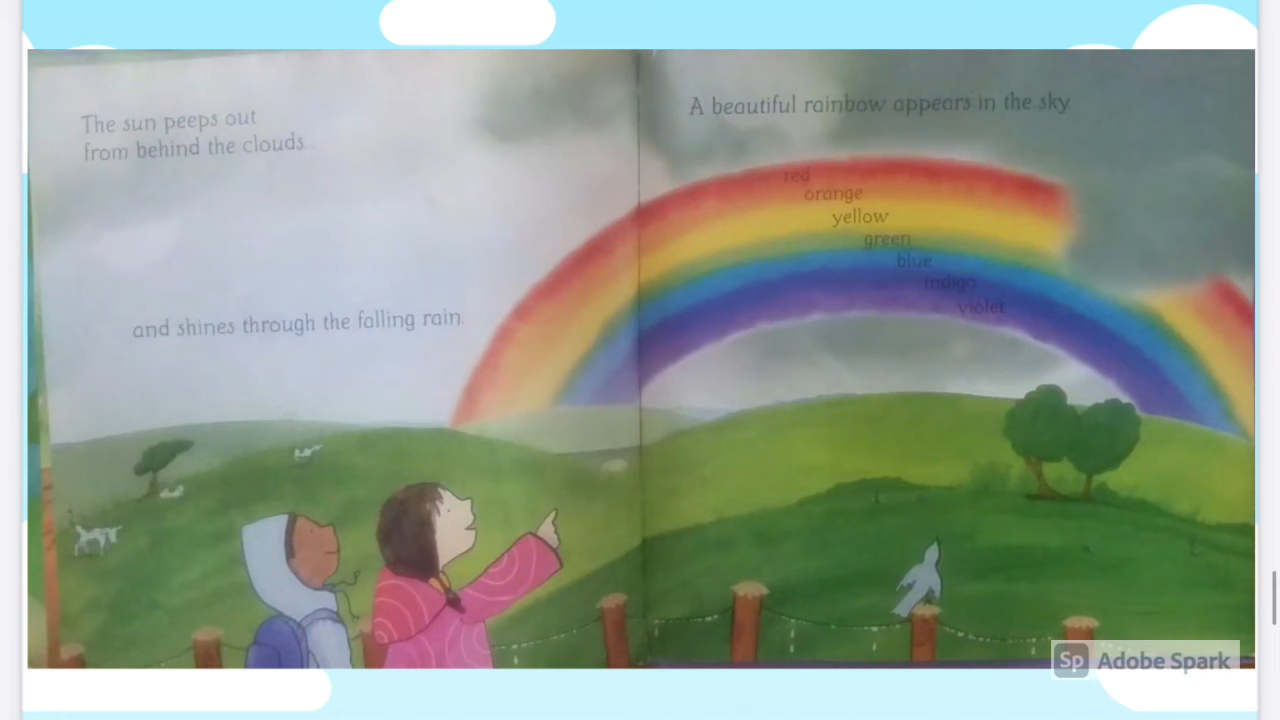 The sun peeps out
from behind the clouds...
and shines through the falling rain.
A beautiful rainbow appears in the sky
red
orange
yellow
green
blue
indigo
violet
Sp Adobe Spark